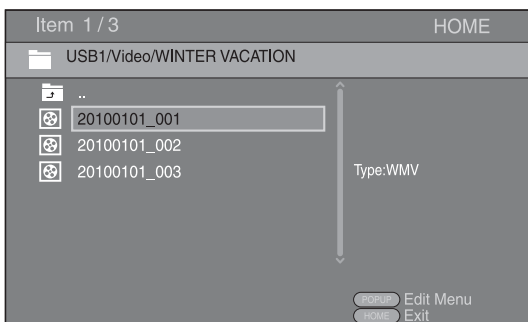 Item 1/3
HOME
USB1/Video/WINTER VACATION
..
20100101_001
20100101_002
20100101_003
Type:WMV
POPUP Edit Menu
HOME Exit